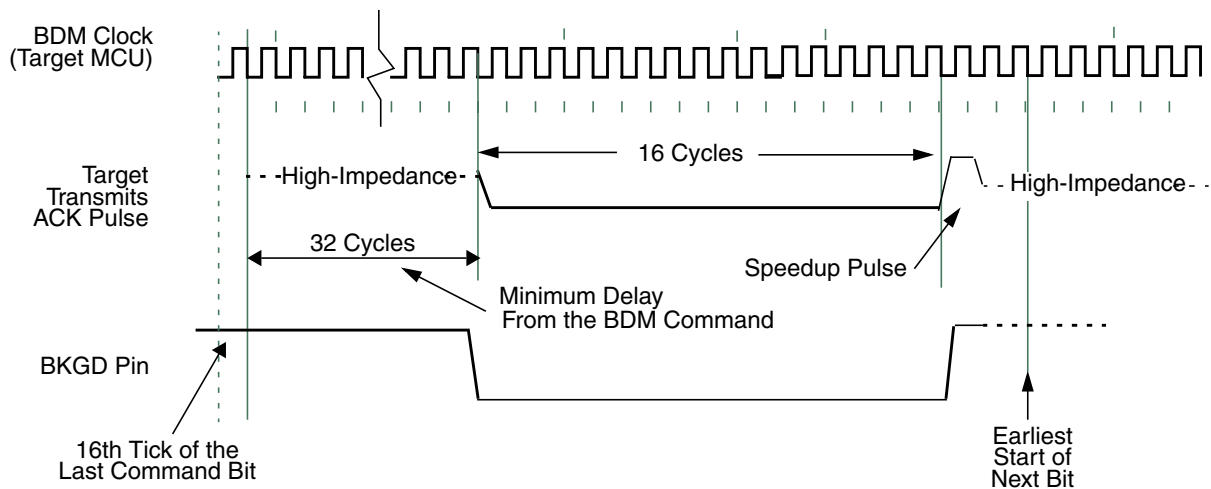 BDM Clock
(Target MCU)
16 Cycles
Target
Transmits
ACK Pulse
High-Impedance
High-Impedance
32 Cycles
Speedup Pulse
Minimum Delay
From the BDM Command
BKGD Pin
16th Tick of the
Last Command Bit
Earliest
Start of
Next Bit